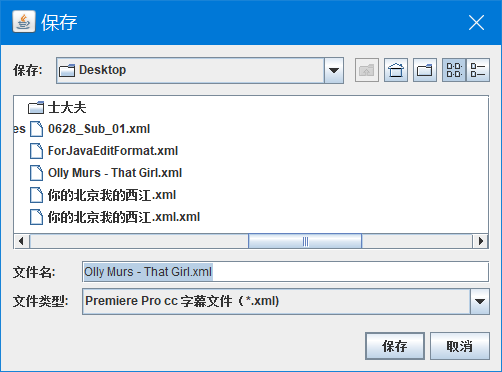 保存
保存:
Desktop
士大夫
es
0628_Sub_01.xml
ForJavaEditFormat.xml
Olly Murs - That Girl.xml
你的北京我的西江.xml
你的北京我的西江.xml.xml
文件名:
Olly Murs - That Girl.xml
文件类型:
Premiere Pro cc 字幕文件（*.xml)
保存
取消